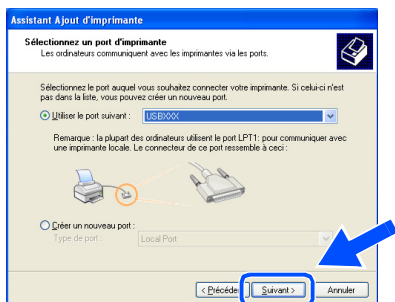 Assistant Ajout d'imprimante
Sélectionnez un port d'imprimante
Les ordinateurs communiquent avec les imprimantes via les ports.
Sélectionnez le port auquel vous souhaitez connecter votre imprimante. Si celui-ci n'est
pas dans la liste, vous pouvez créer un nouveau port.
Utiliser le port suivant :
USBXXX
Remarque : la plupart des ordinateurs utilisent le port LPT1: pour communiquer avec
une imprimante locale. Le connecteur de ce port ressemble à ceci :
Créer un nouveau port :
Type de port :
Local Port
< Précéden
Suivant >
Annuler